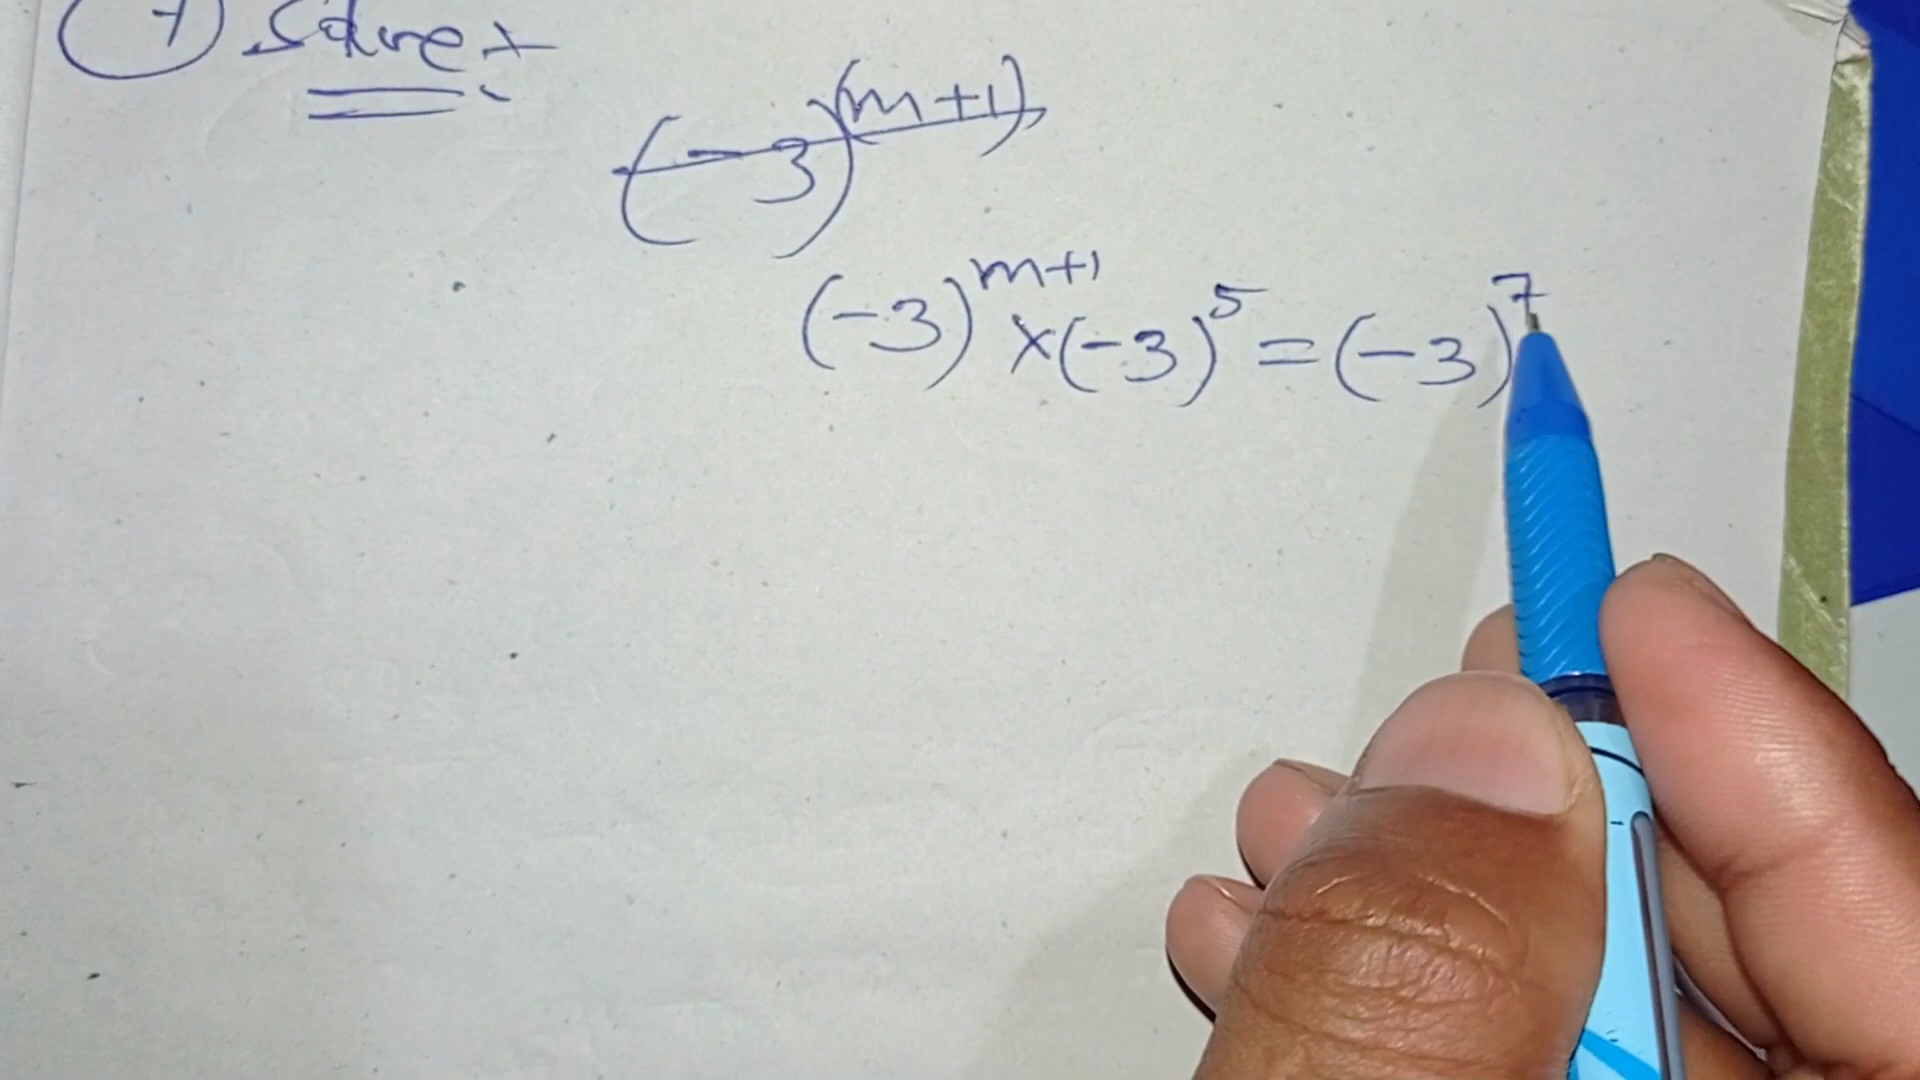 7 Solve :-
(-3)^(m+1)
(-3)^m+1 × (-3)^5 = (-3)^7